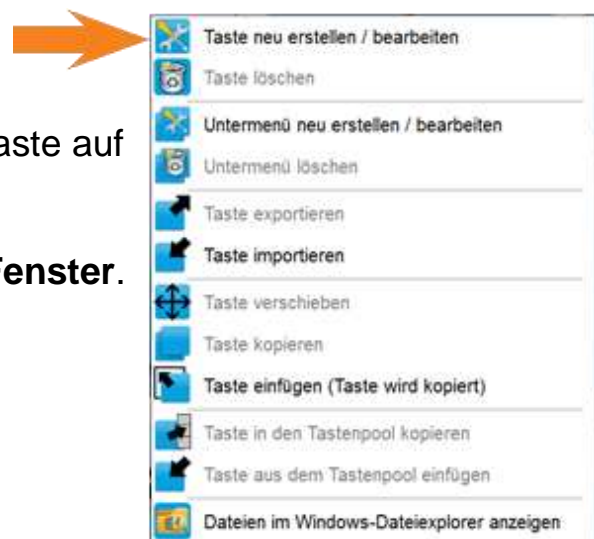 Taste neu erstellen / bearbeiten
Taste löschen
aste auf
Untermenü neu erstellen / bearbeiten
Untermenü löschen
Taste exportieren
Fenster.
Taste importieren
Taste verschieben
Taste kopieren
Taste einfügen (Taste wird kopiert)
Taste in den Tastenpool kopieren
Taste aus dem Tastenpool einfügen
Dateien im Windows-Dateiexplorer anzeigen